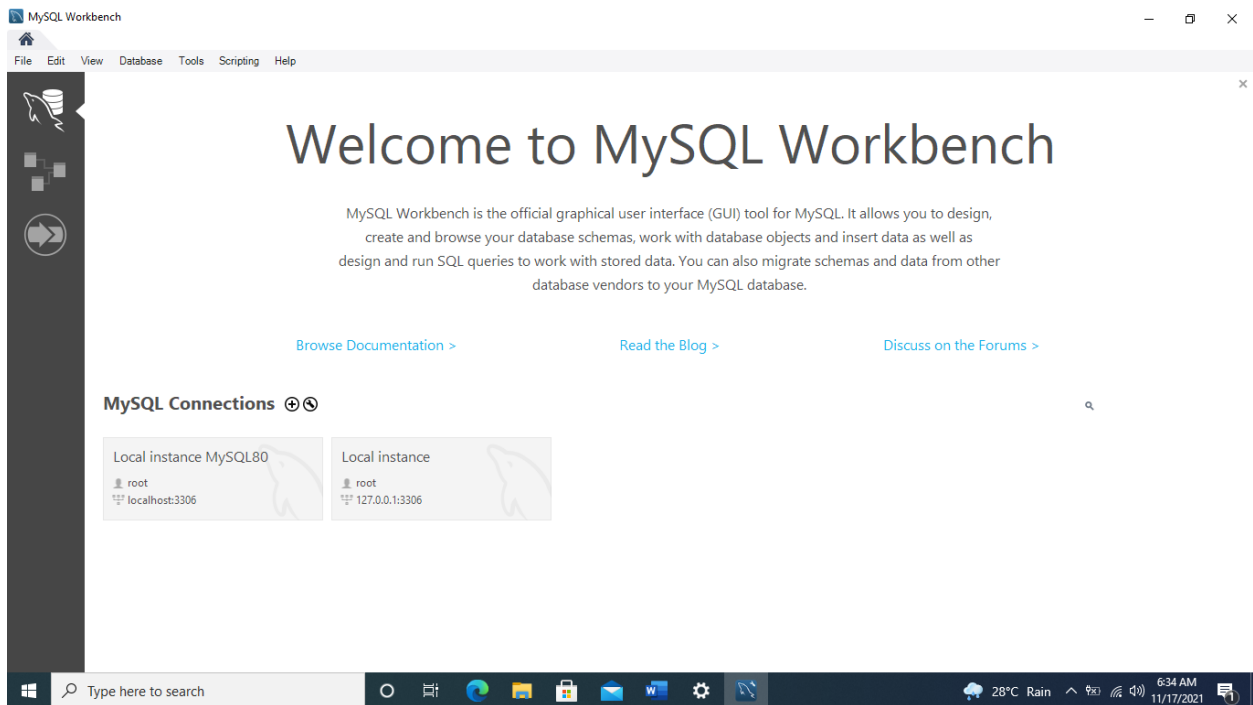 MySQL Workbench
File Edit View Database Tools Scripting Help
Welcome to MySQL Workbench
MySQL Workbench is the official graphical user interface (GUI) tool for MySQL. It allows you to design,
create and browse your database schemas, work with database objects and insert data as well as
design and run SQL queries to work with stored data. You can also migrate schemas and data from other
database vendors to your MySQL database.
Browse Documentation > Read the Blog > Discuss on the Forums >
MySQL Connections
Local instance MySQL80
root
localhost:3306
Local instance
root
127.0.0.1:3306
Type here to search
28°C Rain
6:34 AM
11/17/2021
1